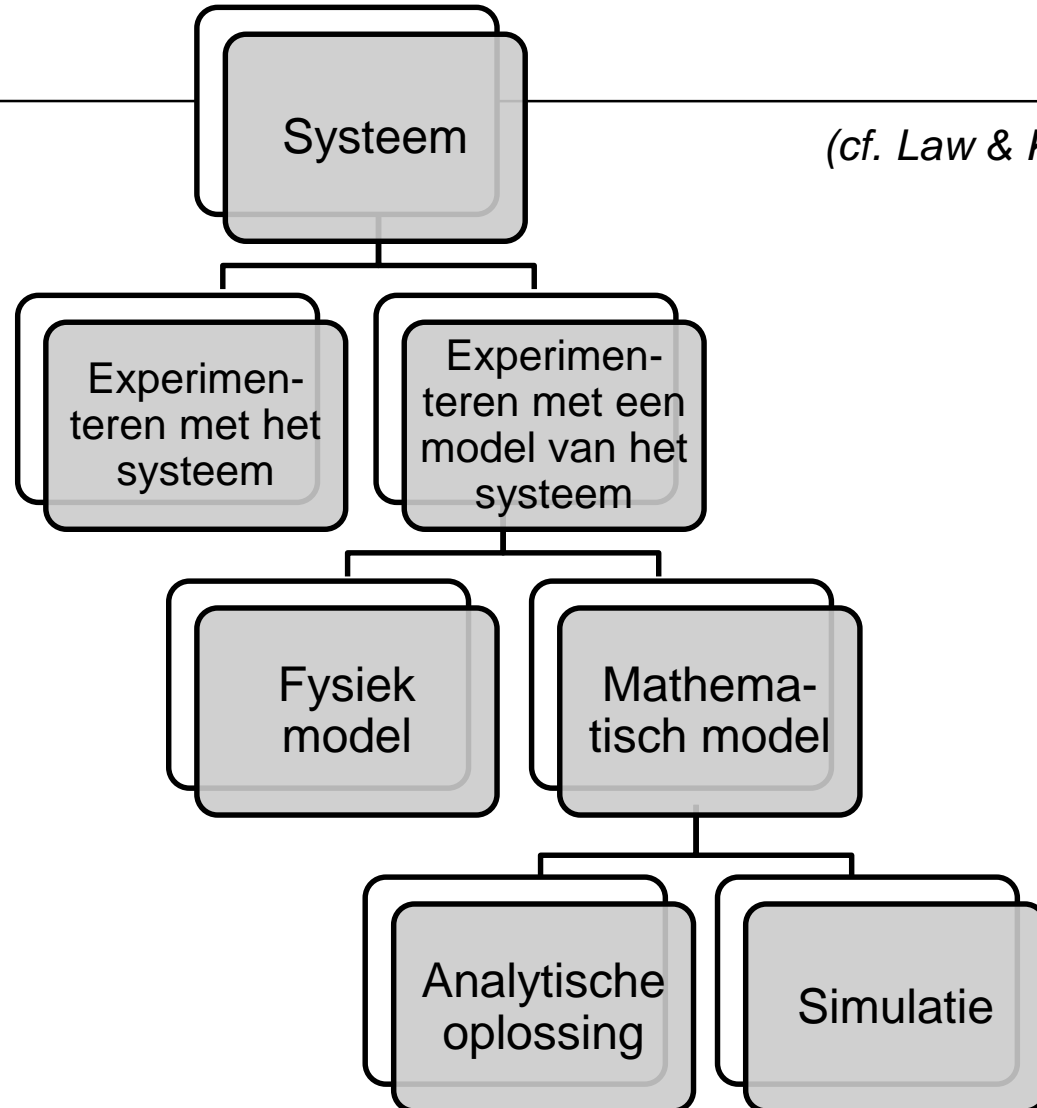 Systeem
(cf. Law &
Experimen-
teren met het
systeem
Experimen-
teren met een
model van het
systeem
Fysiek
model
Mathema-
tisch model
Analytische
oplossing
Simulatie